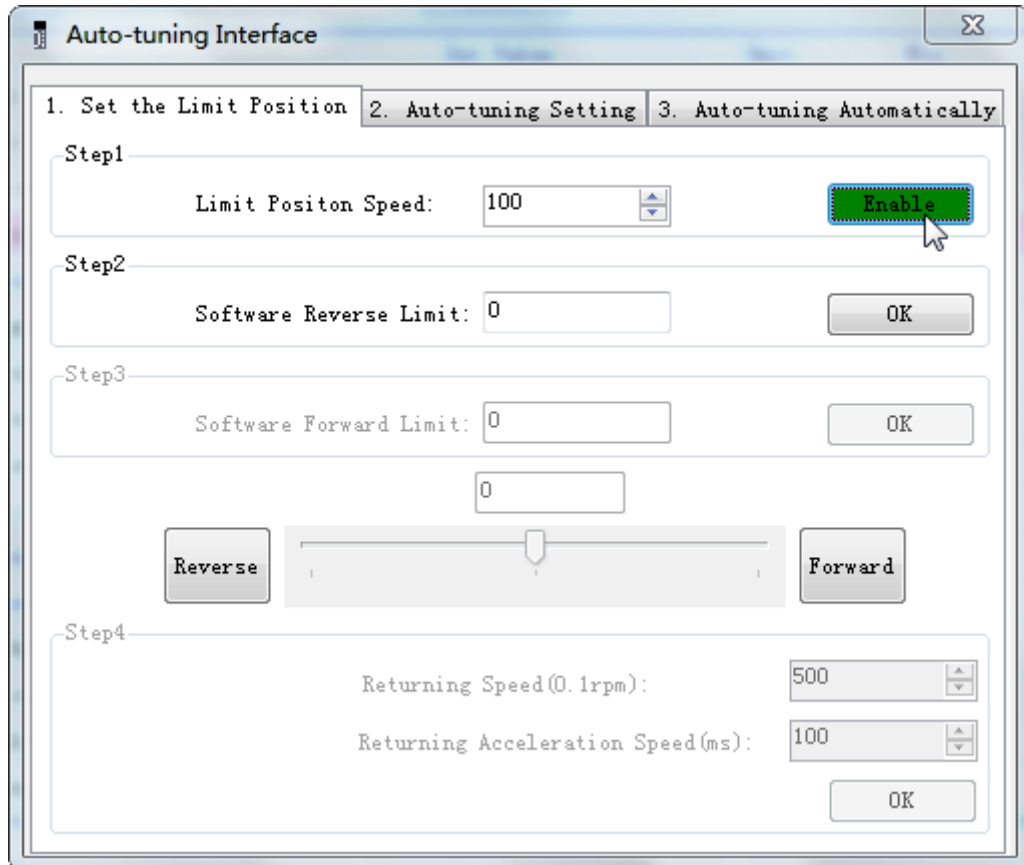 Auto-tuning Interface
1. Set the Limit Position 2. Auto-tuning Setting 3. Auto-tuning Automatically
Step1
Limit Positon Speed: 100 Enable
Step2
Software Reverse Limit: 0 OK
Step3
Software Forward Limit: 0 OK
0
Reverse Forward
Step4
Returning Speed(0.1rpm): 500
Returning Acceleration Speed(ms): 100
OK